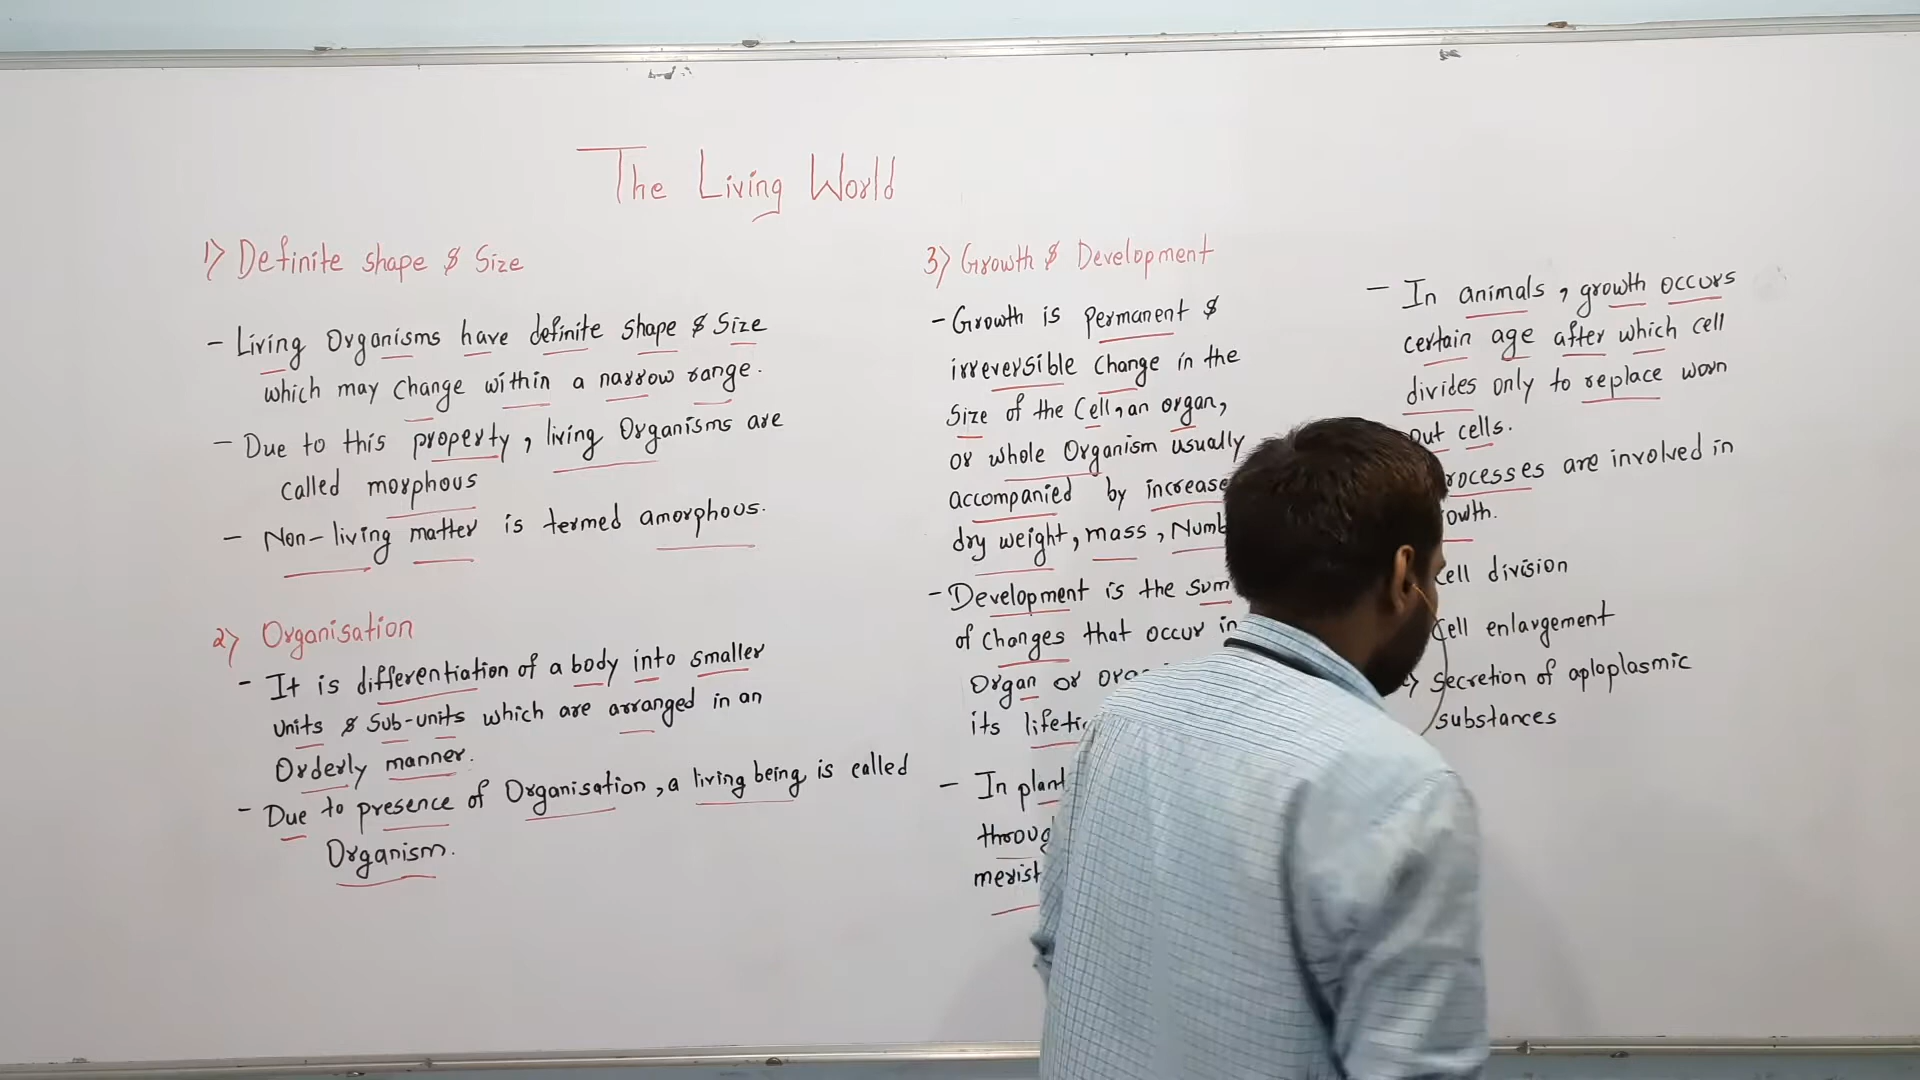 The Living World
1) Definite shape & Size
- Living Organisms have definite shape & Size
which may change within a narrow range.
- Due to this property, living Organisms are
called morphous
- Non-living matter is termed amorphous.
2) Organisation
- It is differentiation of a body into smaller
units & Sub-units which are arranged in an
Orderly manner.
- Due to presence of Organisation, a living being is called
Organism.
3) Growth & Development
- Growth is permanent &
irreversible change in the
Size of the Cell, an organ,
or whole Organism usually
accompanied by increase
dry weight, mass,
- Development is the sum
of changes that occur in
Organ or
its
- In
- In animals, growth occurs
certain age after which cell
divides only to replace worn
out cells.
are involved in
Cell division
Cell enlargement
secretion of aploplasmic
substances